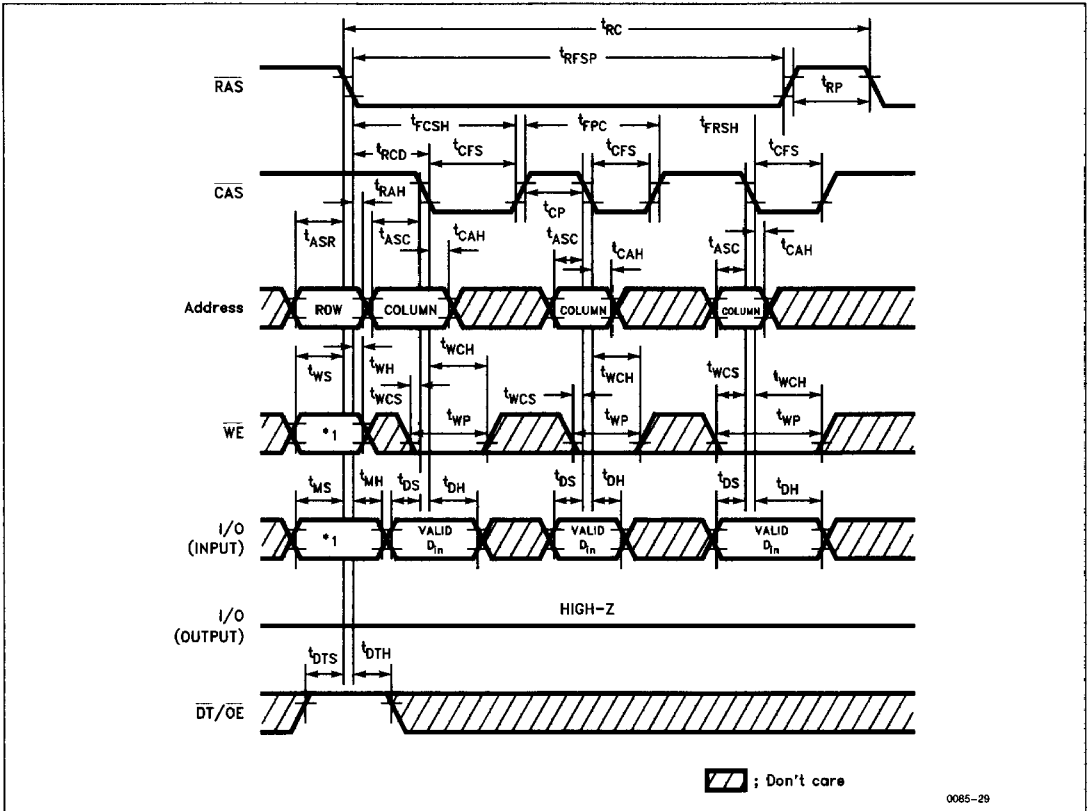 tRC
tRFSP
RAS
tRP
tFCSH
tFPC
tFRSH
tRCD
tCFS
tCFS
tCFS
CAS
tRAH
tCP
tASR
tASC
tCAH
tASC
tCAH
tASC
tCAH
Address
ROW
COLUMN
COLUMN
COLUMN
tWS
tWH
tWCS
tWCH
tWCS
tWCH
tWCS
tWCH
tWP
tWP
tWP
WE
*1
tMS
tMH
tDS
tDH
tDS
tDH
tDS
tDH
I/O
(INPUT)
*1
VALID
Din
VALID
Din
VALID
Din
I/O
(OUTPUT)
HIGH-Z
tDTS
tDTH
DT/OE
; Don't care
0085-29